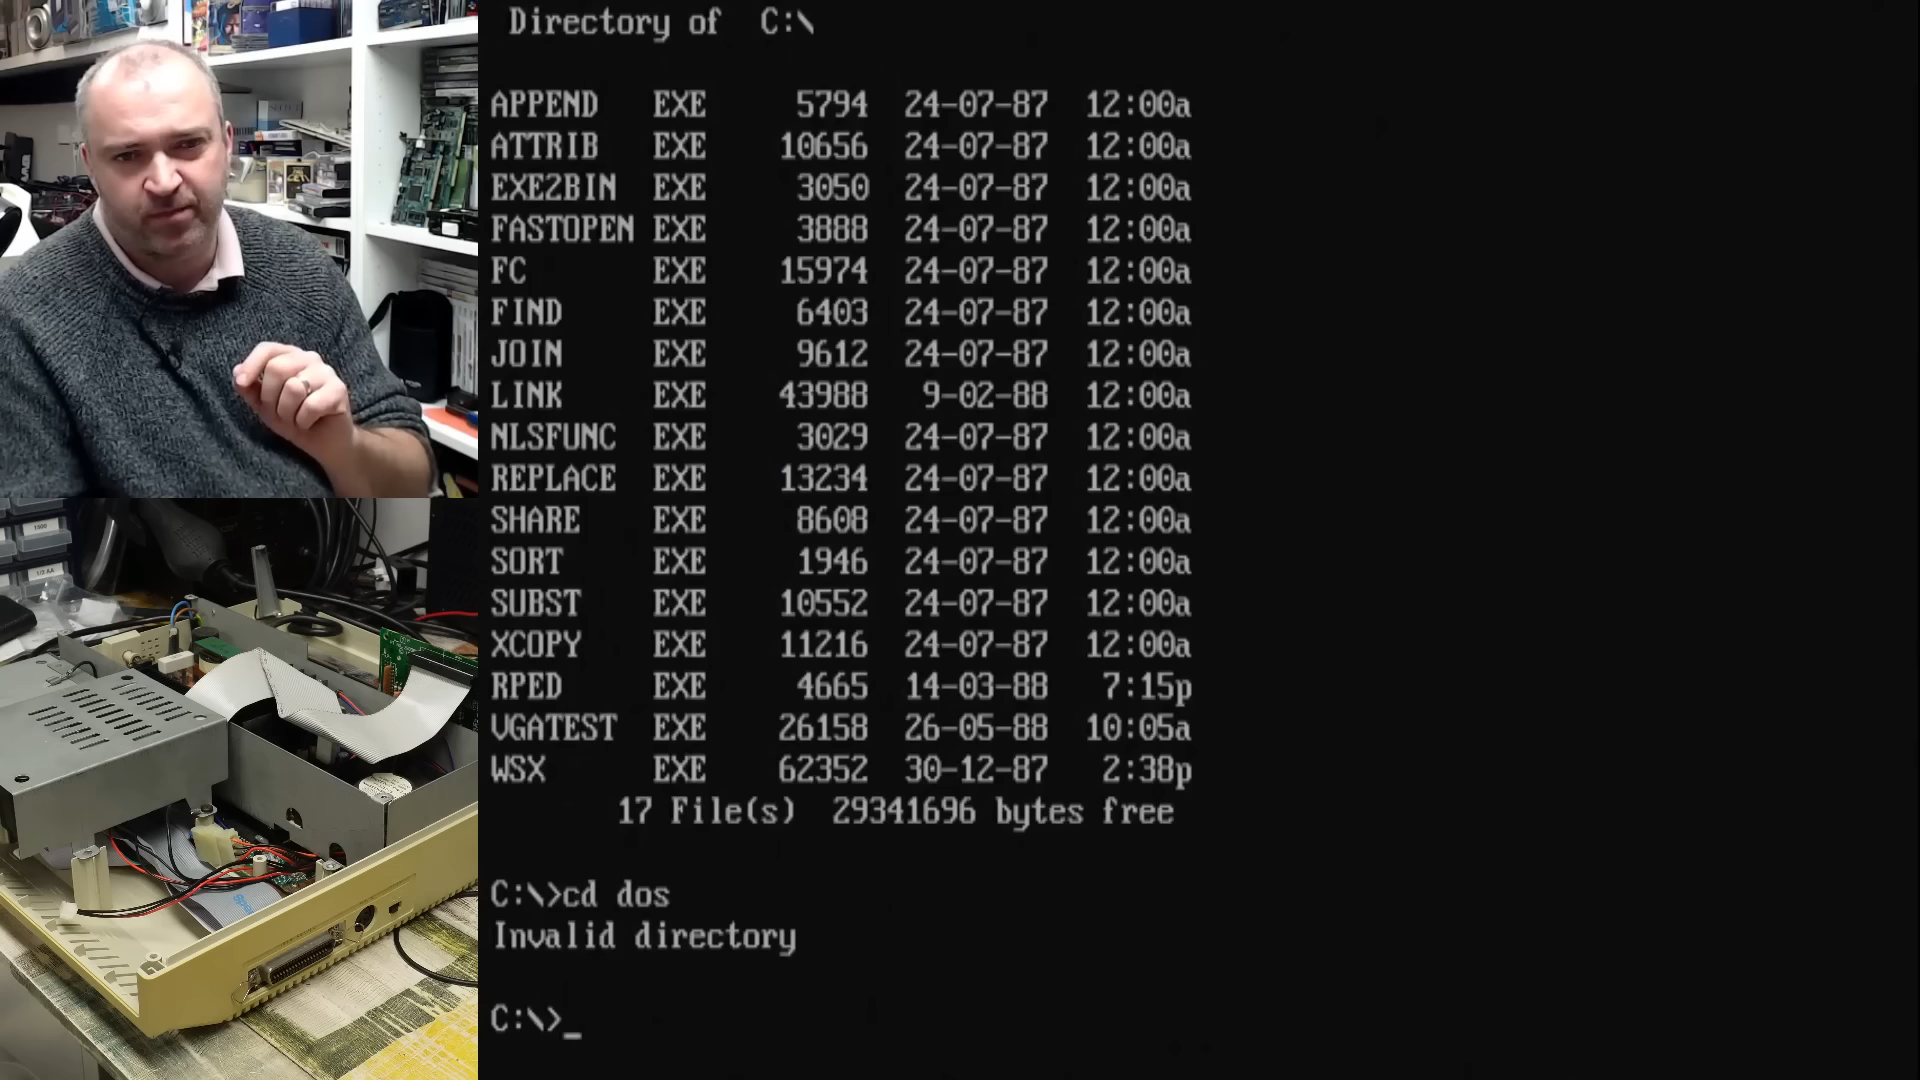 Directory of  C:\
APPEND   EXE     5794  24-07-87  12:00a
ATTRIB   EXE    10656  24-07-87  12:00a
EXE2BIN  EXE     3050  24-07-87  12:00a
FASTOPEN EXE     3888  24-07-87  12:00a
FC       EXE    15974  24-07-87  12:00a
FIND     EXE     6403  24-07-87  12:00a
JOIN     EXE     9612  24-07-87  12:00a
LINK     EXE    43988   9-02-88  12:00a
NLSFUNC  EXE     3029  24-07-87  12:00a
REPLACE  EXE    13234  24-07-87  12:00a
SHARE    EXE     8608  24-07-87  12:00a
SORT     EXE     1946  24-07-87  12:00a
SUBST    EXE    10552  24-07-87  12:00a
XCOPY    EXE    11216  24-07-87  12:00a
RPED     EXE     4665  14-03-88   7:15p
VGATEST  EXE    26158  26-05-88  10:05a
WSX      EXE    62352  30-12-87   2:38p
17 File(s)  29341696 bytes free
C:\>cd dos
Invalid directory
C:\>_